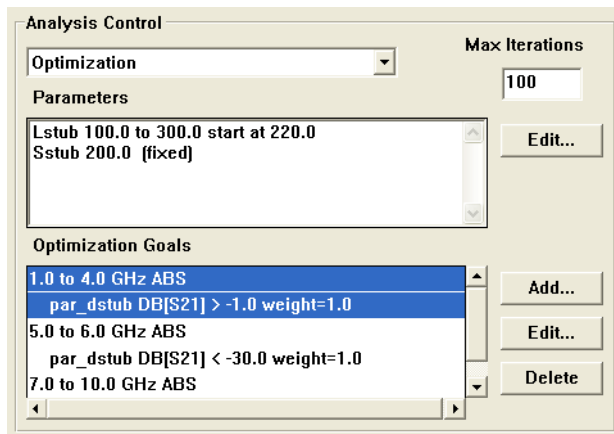 Analysis Control
Optimization
Max Iterations
100
Parameters
Lstub 100.0 to 300.0 start at 220.0
Sstub 200.0 (fixed)
Edit...
Optimization Goals
1.0 to 4.0 GHz ABS
par_dstub DB[S21] > -1.0 weight=1.0
5.0 to 6.0 GHz ABS
par_dstub DB[S21] < -30.0 weight=1.0
7.0 to 10.0 GHz ABS
Add...
Edit...
Delete